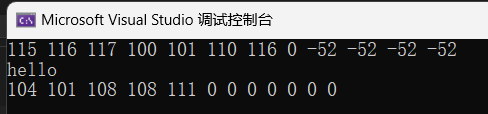 Microsoft Visual Studio 调试控制台
115 116 117 100 101 110 116 0 -52 -52 -52 -52
hello
104 101 108 108 111 0 0 0 0 0 0 0